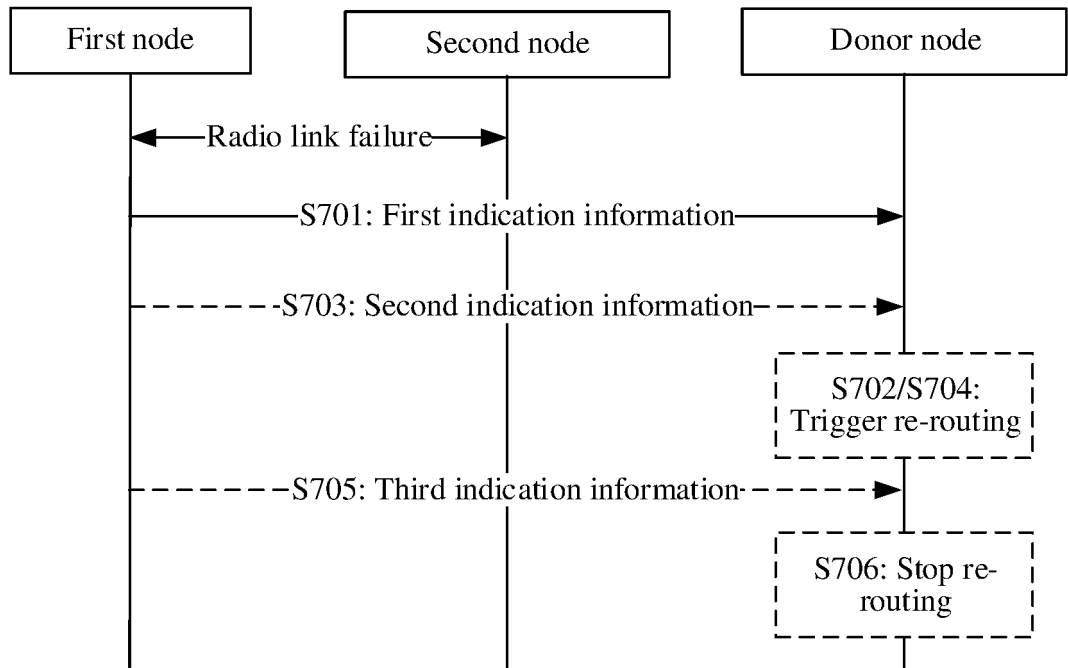 First node
Second node
Donor node
Radio link failure
S701: First indication information
S703: Second indication information
S702/S704:
Trigger re-routing
S705: Third indication information
S706: Stop re-
routing